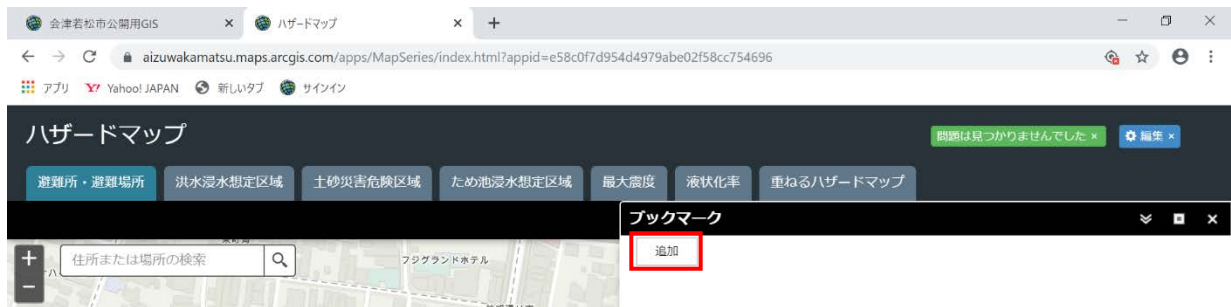 会津若松市公開用GIS
ハザードマップ
aizuwakamatsu.maps.arcgis.com/apps/MapSeries/index.html?appid=e58c0f7d954d4979abe02f58cc754696
アプリ Yahoo! JAPAN 新しいタブ サインイン
ハザードマップ
問題は見つかりませんでした ×
編集 ×
避難所・避難場所 洪水浸水想定区域 土砂災害危険区域 ため池浸水想定区域 最大震度 液状化率 重ねるハザードマップ
ブックマーク
追加
住所または場所の検索
フジグランドホテル